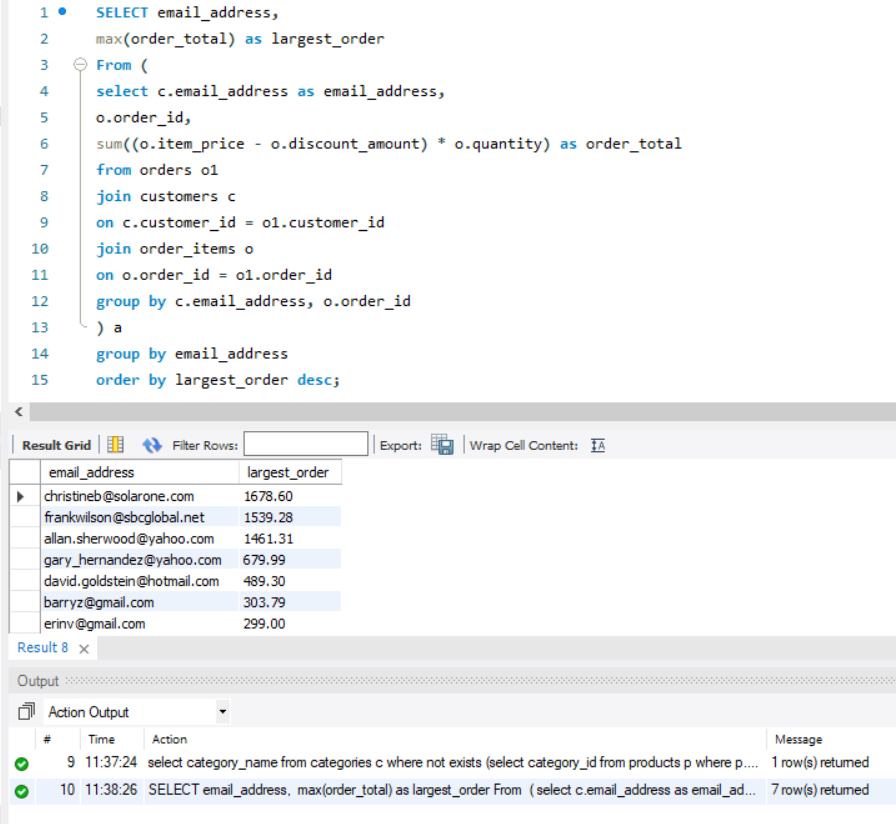 1 SELECT email_address,
2 max(order_total) as largest_order
3 From (
4 select c.email_address as email_address,
5 o.order_id,
6 sum((o.item_price - o.discount_amount) * o.quantity) as order_total
7 from orders o1
8 join customers c
9 on c.customer_id = o1.customer_id
10 join order_items o
11 on o.order_id = o1.order_id
12 group by c.email_address, o.order_id
13 ) a
14 group by email_address
15 order by largest_order desc;
Result Grid Filter Rows: Export: Wrap Cell Content: IA
email_address largest_order
christineb@solarone.com 1678.60
frankwilson@sbcglobal.net 1539.28
allan.sherwood@yahoo.com 1461.31
gary_hernandez@yahoo.com 679.99
david.goldstein@hotmail.com 489.30
barryz@gmail.com 303.79
erinv@gmail.com 299.00
Result 8
Output
Action Output
# Time Action Message
9 11:37:24 select category_name from categories c where not exists (select category_id from products p where p.... 1 row(s) returned
10 11:38:26 SELECT email_address, max(order_total) as largest_order From ( select c.email_address as email_ad... 7 row(s) returned